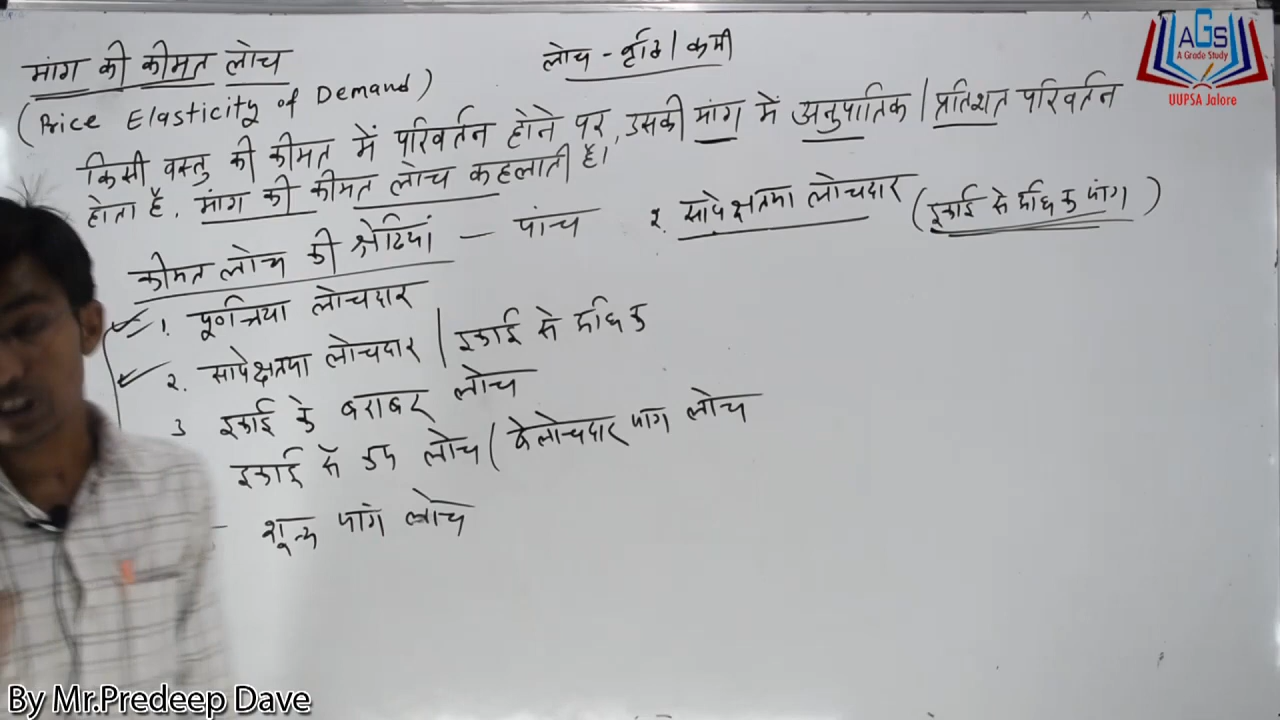 मांग की कीमत लोच
लोच - वृद्धि / कमी
(Price Elasticity of Demand)
किसी वस्तु की कीमत में परिवर्तन होने पर, उसकी मांग में अनुपातिक / प्रतिशत परिवर्तन
होता है, मांग की कीमत लोच कहलाती है।
कीमत लोच की श्रेणियां - पांच
२. सापेक्षतया लोचदार (इकाई से अधिक मांग)
1. पूर्णतया लोचदार
२. सापेक्षतया लोचदार / इकाई से अधिक
3 इकाई के बराबर लोच
इकाई से कम लोच / बेलोचदार मांग लोच
शून्य मांग लोच
AGS
A Grade Study
UUPSA Jalore
By Mr.Predeep Dave